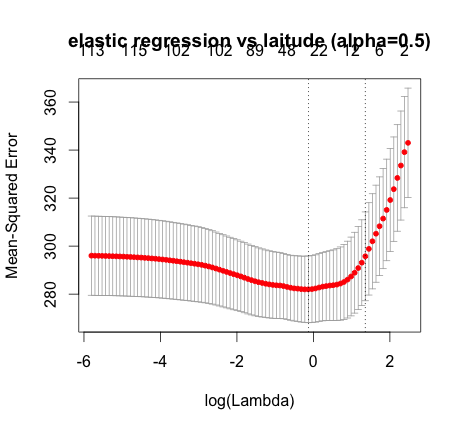 elastic regression vs laitude (alpha=0.5)
113 115 102 102 89 48 22 12 6 2
360
340
320
300
280
Mean-Squared Error
-6 -4 -2 0 2
log(Lambda)